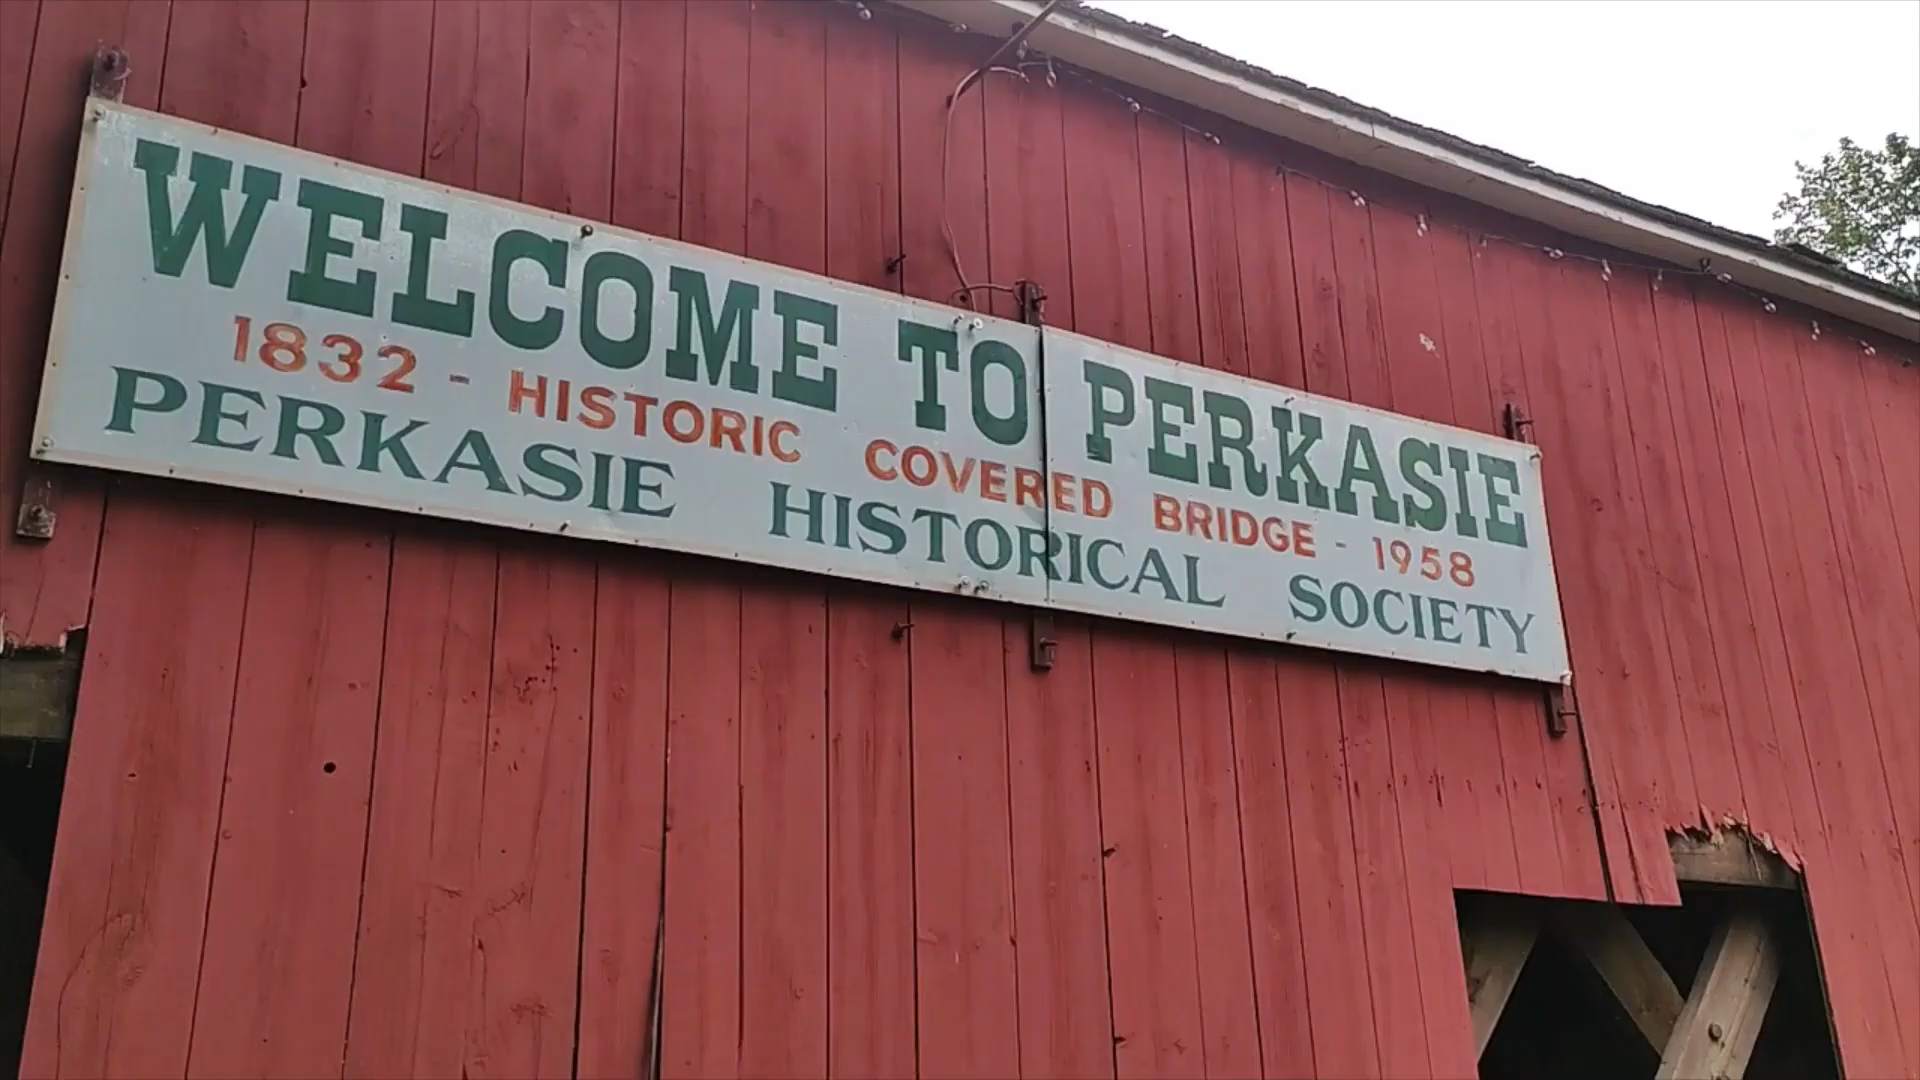 WELCOME TO PERKASIE
1832 - HISTORIC COVERED BRIDGE - 1958
PERKASIE HISTORICAL SOCIETY